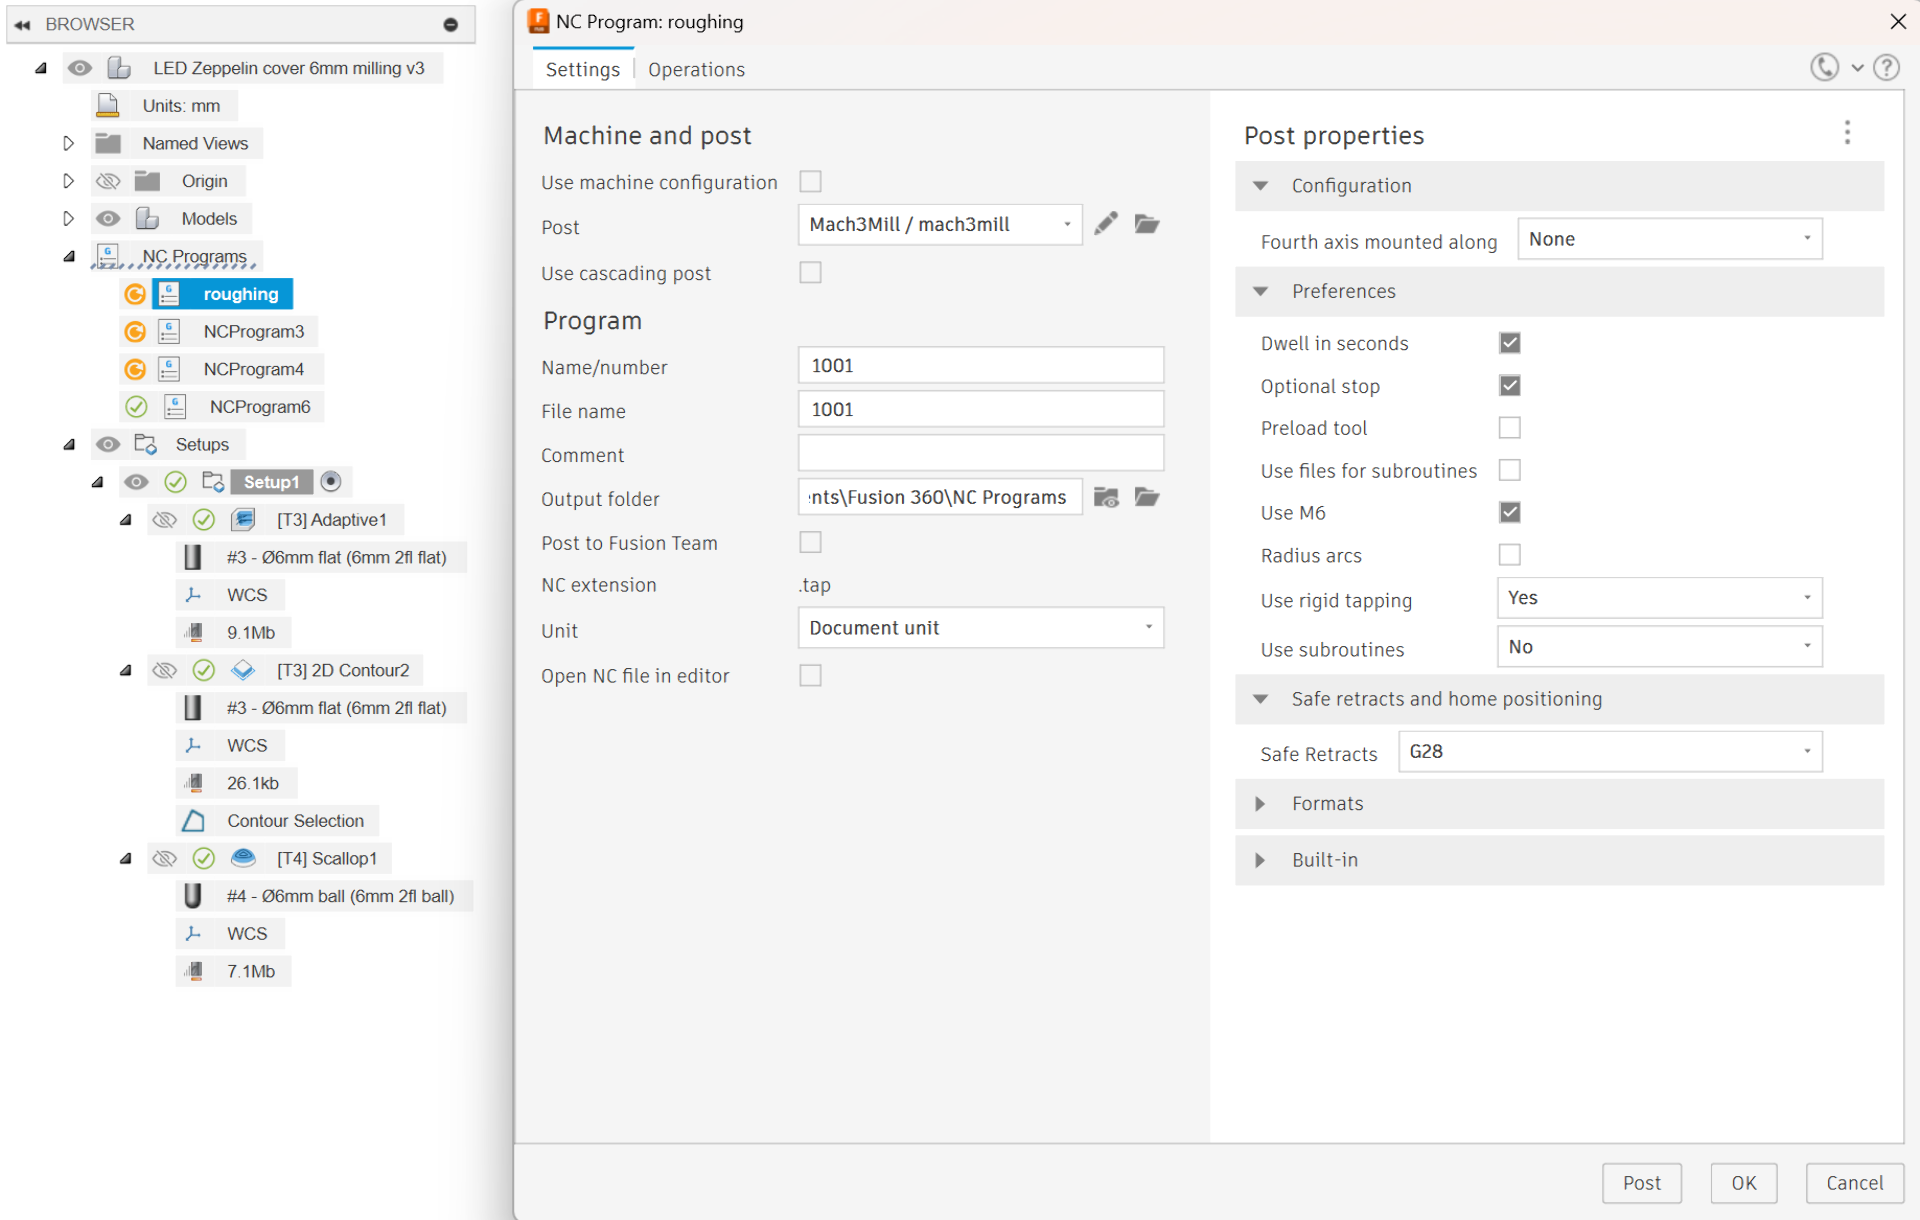 BROWSER
LED Zeppelin cover 6mm milling v3
Units: mm
Named Views
Origin
Models
NC Programs
roughing
NCProgram3
NCProgram4
NCProgram6
Setups
Setup1
[T3] Adaptive1
#3 - Ø6mm flat (6mm 2fl flat)
WCS
9.1Mb
[T3] 2D Contour2
#3 - Ø6mm flat (6mm 2fl flat)
WCS
26.1kb
Contour Selection
[T4] Scallop1
#4 - Ø6mm ball (6mm 2fl ball)
WCS
7.1Mb
NC Program: roughing
Settings
Operations
Machine and post
Use machine configuration
Post Mach3Mill / mach3mill
Use cascading post
Program
Name/number 1001
File name 1001
Comment
Output folder nts\Fusion 360\NC Programs
Post to Fusion Team
NC extension .tap
Unit Document unit
Open NC file in editor
Post properties
Configuration
Fourth axis mounted along None
Preferences
Dwell in seconds
Optional stop
Preload tool
Use files for subroutines
Use M6
Radius arcs
Use rigid tapping Yes
Use subroutines No
Safe retracts and home positioning
Safe Retracts G28
Formats
Built-in
Post
OK
Cancel